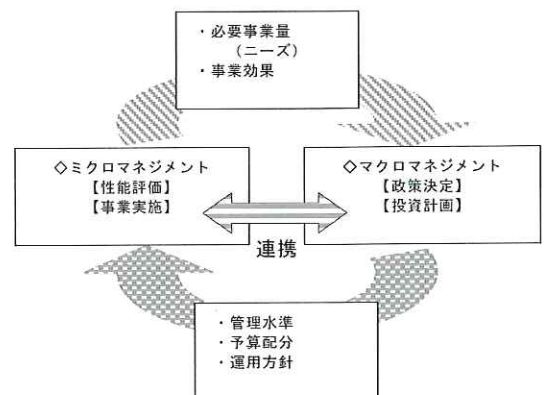 ・必要事業量
（ニーズ）
・事業効果
◇ミクロマネジメント
【性能評価】
【事業実施】
◇マクロマネジメント
【政策決定】
【投資計画】
連携
・管理水準
・予算配分
・運用方針